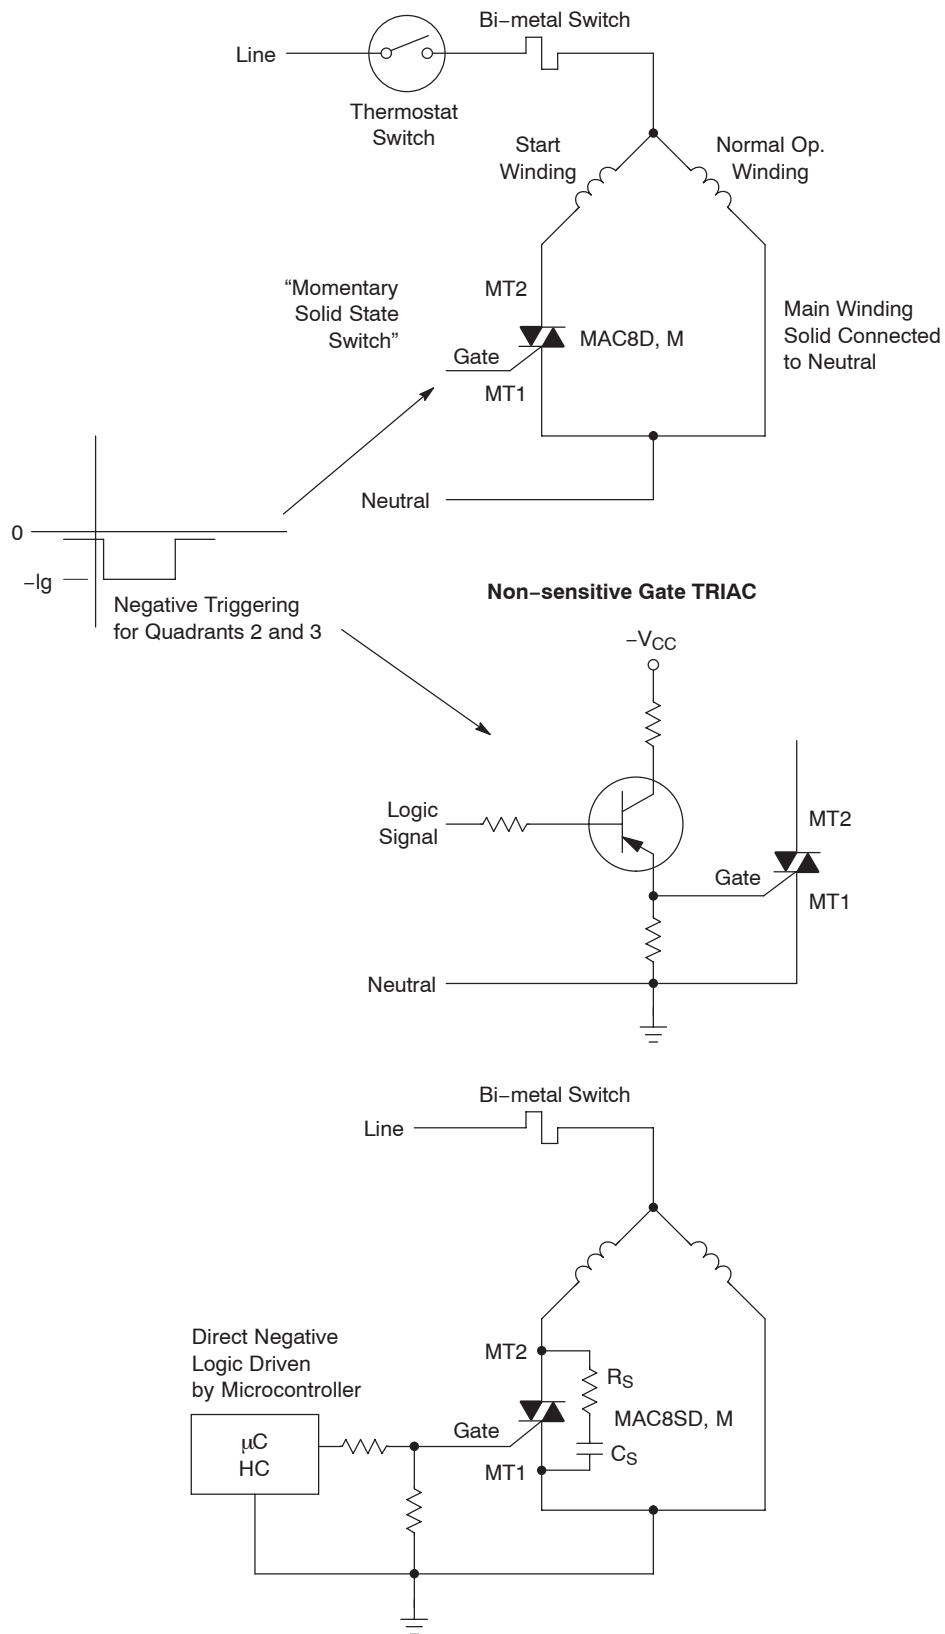 Bi−metal Switch
Line
Thermostat
Switch
Start
Winding
Normal Op.
Winding
“Momentary
Solid State
Switch”
MT2
MAC8D, M
Gate
MT1
Main Winding
Solid Connected
to Neutral
Neutral
0
−Ig
Negative Triggering
for Quadrants 2 and 3
Non−sensitive Gate TRIAC
−VCC
Logic
Signal
MT2
Gate
MT1
Neutral
Bi−metal Switch
Line
Direct Negative
Logic Driven
by Microcontroller
MT2
RS
MAC8SD, M
Gate
CS
MT1
μC
HC